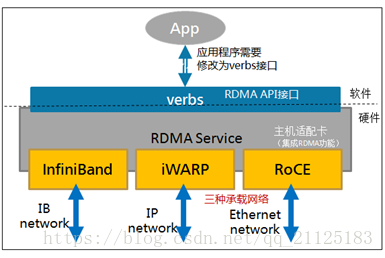 App
应用程序需要
修改为verbs接口
verbs
RDMA API接口
软件
硬件
RDMA Service
主机适配卡
（集成RDMA功能）
InfiniBand
iWARP
RoCE
三种承载网络
IB
network
IP
network
Ethernet
network
https://blog.csdn.net/qq_21125183